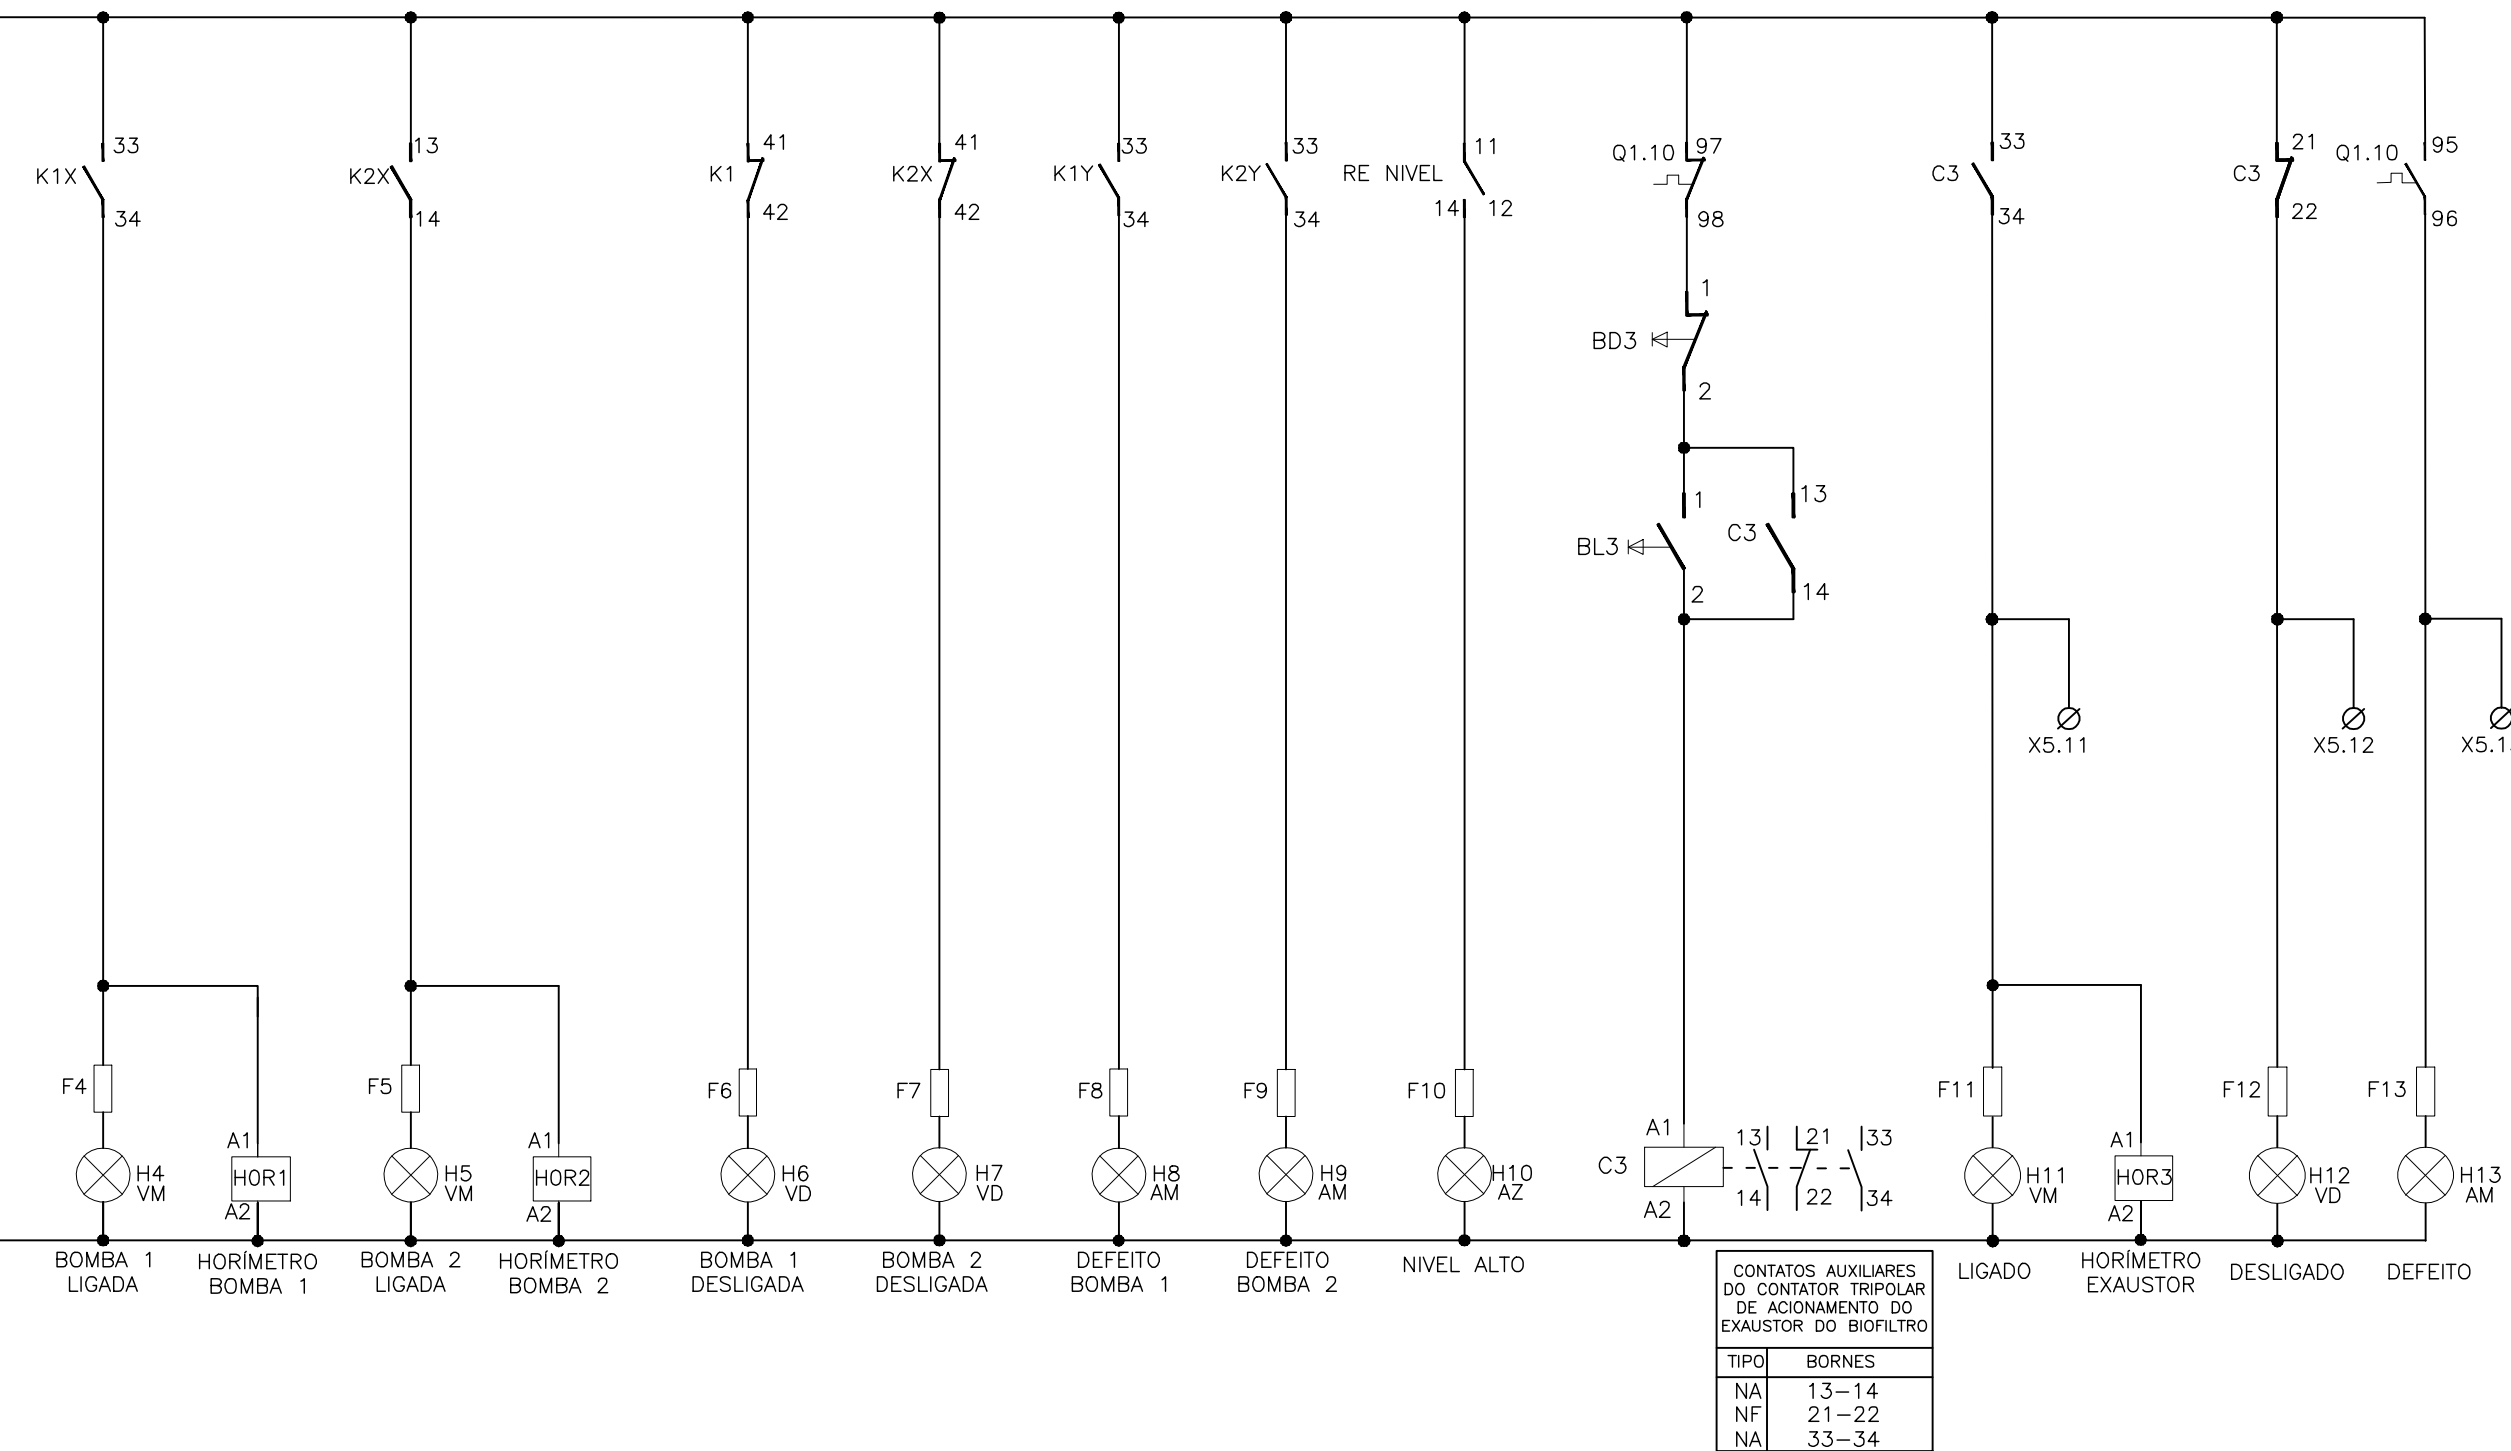 33
K1X
34
13
K2X
14
41
K1
42
41
K2X
42
33
K1Y
34
33
K2Y
34
11
RE NIVEL
14 12
97
Q1.10
98
1
BD3
2
1
BL3
2
13
C3
14
33
C3
34
21
C3
22
95
Q1.10
96
X5.11
X5.12
F4
H4
VM
A1
HOR1
A2
F5
H5
VM
A1
HOR2
A2
F6
H6
VD
F7
H7
VD
F8
H8
AM
F9
H9
AM
F10
H10
AZ
A1
C3
A2
13 21 33
14 22 34
F11
H11
VM
A1
HOR3
A2
F12
H12
VD
F13
H13
AM
BOMBA 1
LIGADA
HORÍMETRO
BOMBA 1
BOMBA 2
LIGADA
HORÍMETRO
BOMBA 2
BOMBA 1
DESLIGADA
BOMBA 2
DESLIGADA
DEFEITO
BOMBA 1
DEFEITO
BOMBA 2
NIVEL ALTO
LIGADO
HORÍMETRO
EXAUSTOR
DESLIGADO
DEFEITO
CONTATOS AUXILIARES
DO CONTATOR TRIPOLAR
DE ACIONAMENTO DO
EXAUSTOR DO BIOFILTRO
TIPO BORNES
NA 13-14
NF 21-22
NA 33-34